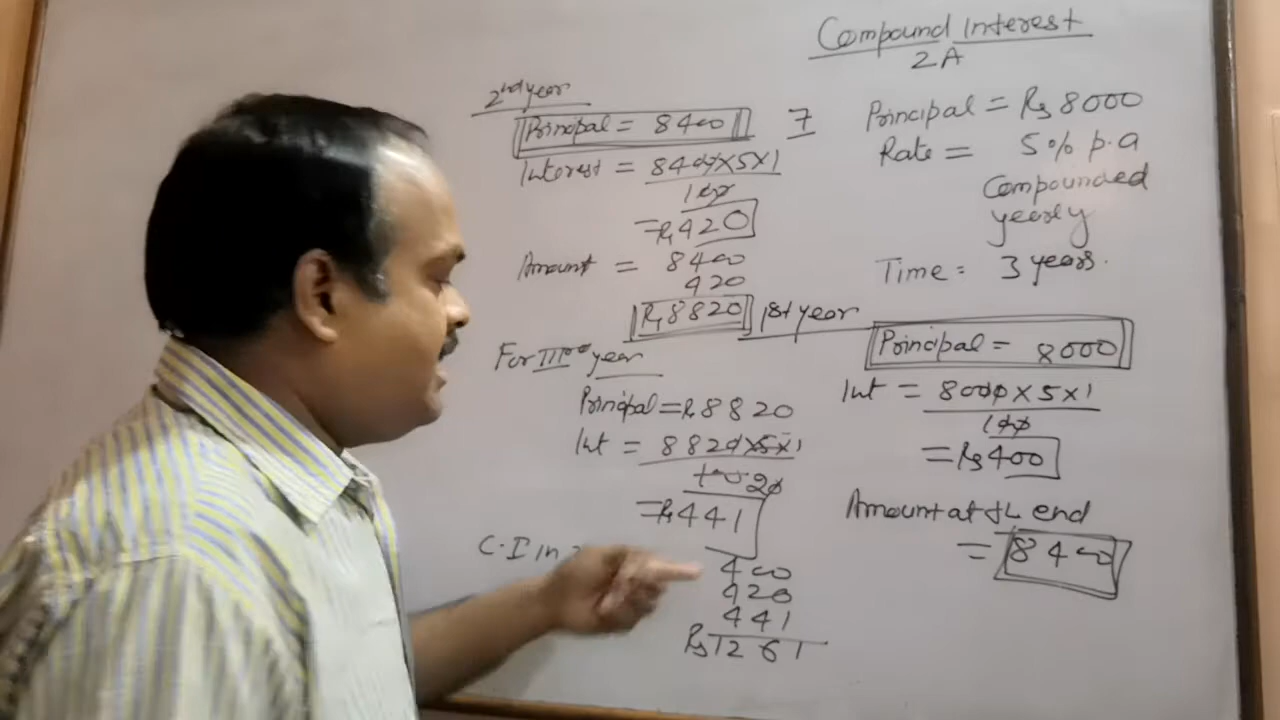 Compound Interest
2A
Principal = Rs 8000
Rate = 5% p.a
Compounded
yearly
Time = 3 years.
1st year
Principal = 8000
Int = 8000 x 5 x 1
100
= Rs 400
Amount at the end
= 8400
2nd year
Principal = 8400
7
Interest = 8400 x 5 x 1
100
= Rs 420
Amount = 8400
420
Rs 8820
For IIIrd year
Principal = Rs 8820
Int = 8820 x 5 x 1
100 20
= Rs 441
C.I in
400
420
441
Rs 1261